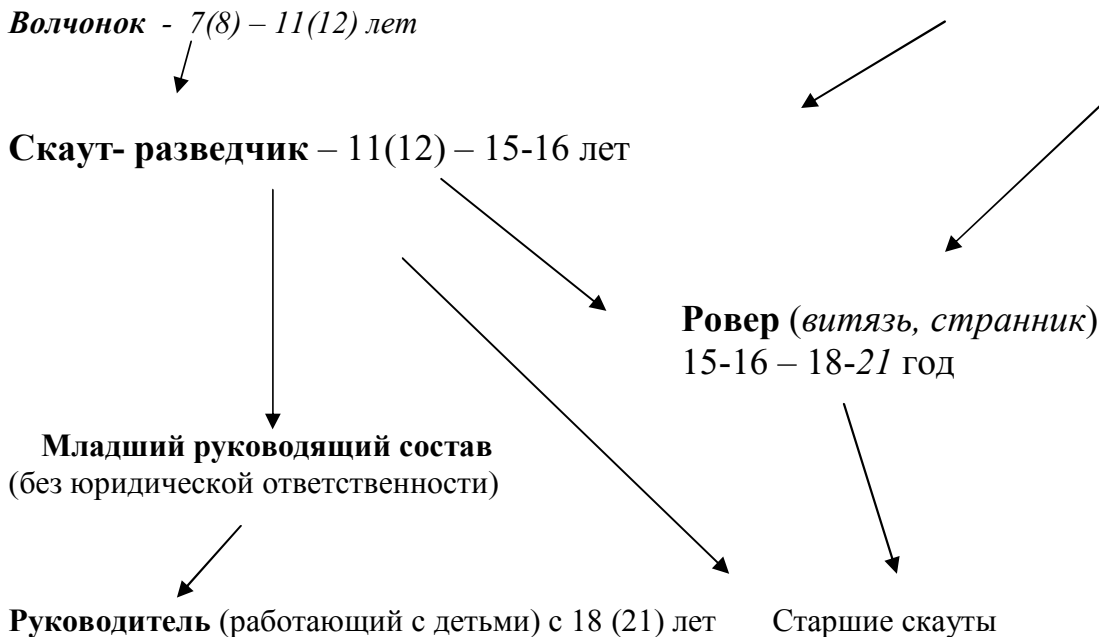 Волчонок - 7(8) – 11(12) лет
Скаут- разведчик – 11(12) – 15-16 лет
Ровер (витязь, странник)
15-16 – 18-21 год
Младший руководящий состав
(без юридической ответственности)
Руководитель (работающий с детьми) с 18 (21) лет Старшие скауты